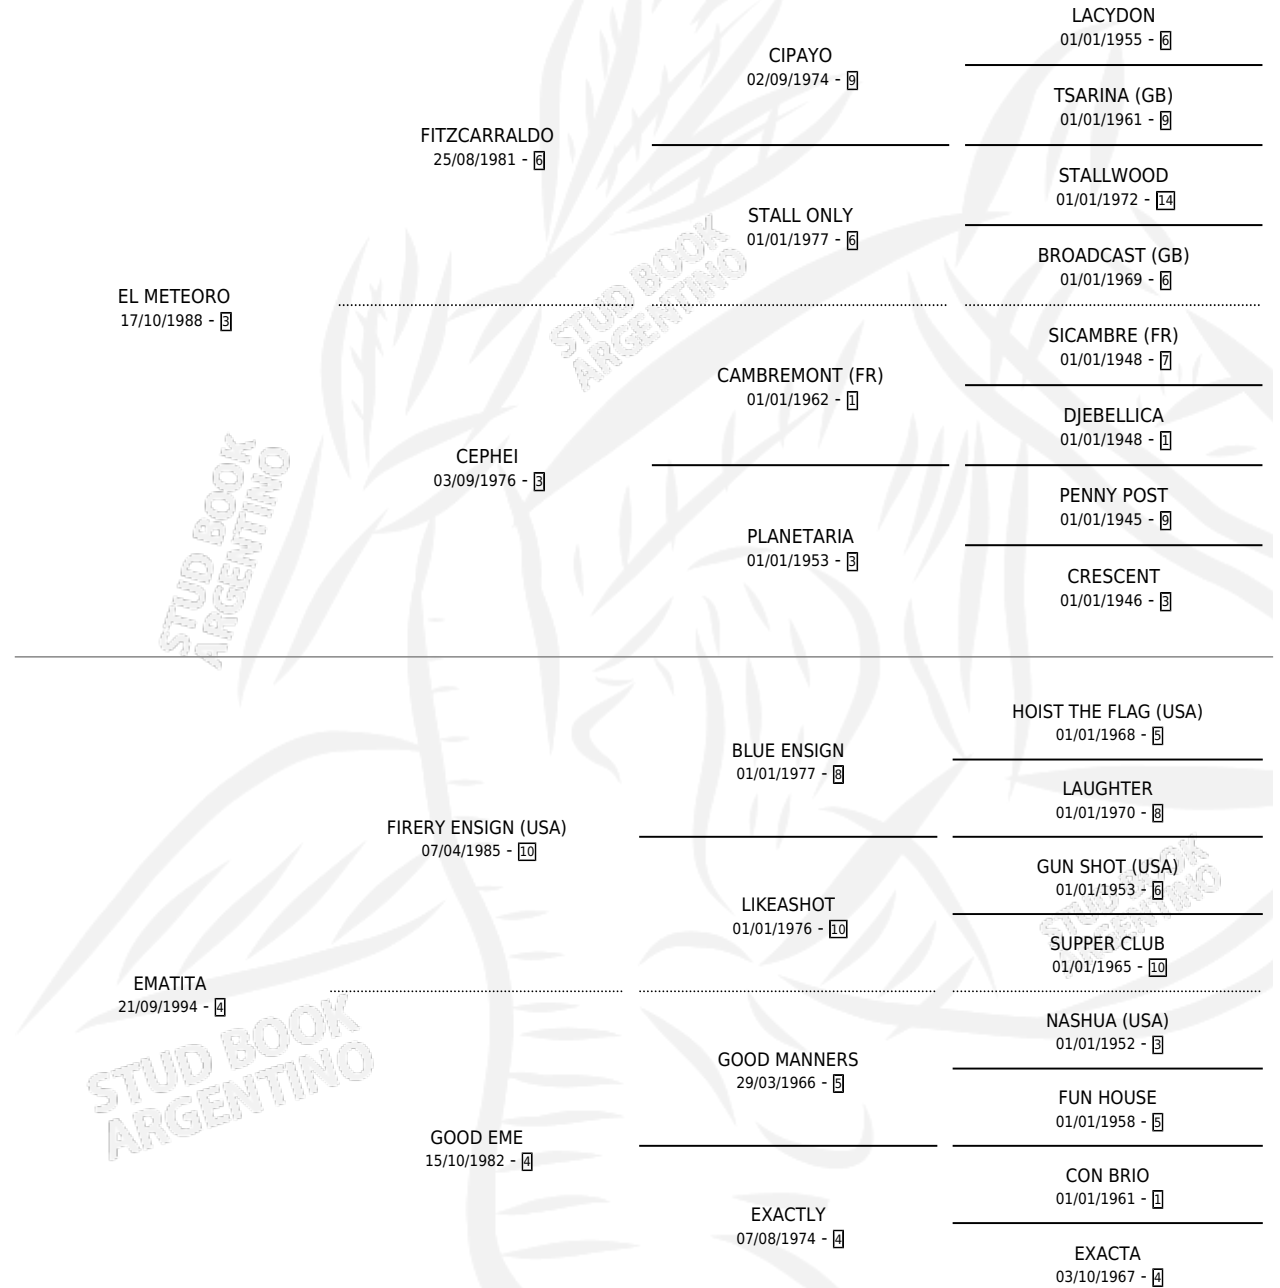 LACYDON
01/01/1955 - 6
CIPAYO
02/09/1974 - 9
TSARINA (GB)
01/01/1961 - 9
FITZCARRALDO
25/08/1981 - 6
STALLWOOD
01/01/1972 - 14
STALL ONLY
01/01/1977 - 6
BROADCAST (GB)
01/01/1969 - 6
EL METEORO
17/10/1988 - 3
SICAMBRE (FR)
01/01/1948 - 7
CAMBREMONT (FR)
01/01/1962 - 1
DJEBELLICA
01/01/1948 - 1
CEPHEI
03/09/1976 - 3
PENNY POST
01/01/1945 - 9
PLANETARIA
01/01/1953 - 3
CRESCENT
01/01/1946 - 3
HOIST THE FLAG (USA)
01/01/1968 - 5
BLUE ENSIGN
01/01/1977 - 8
LAUGHTER
01/01/1970 - 8
FIRERY ENSIGN (USA)
07/04/1985 - 10
GUN SHOT (USA)
01/01/1953 - 6
LIKEASHOT
01/01/1976 - 10
SUPPER CLUB
01/01/1965 - 10
EMATITA
21/09/1994 - 4
NASHUA (USA)
01/01/1952 - 3
GOOD MANNERS
29/03/1966 - 5
FUN HOUSE
01/01/1958 - 5
GOOD EME
15/10/1982 - 4
CON BRIO
01/01/1961 - 1
EXACTLY
07/08/1974 - 4
EXACTA
03/10/1967 - 4
STUD BOOK
ARGENTINO
STUD BOOK
ARGENTINO
STUD BOOK
ARGENTINO
STUD BOOK
ARGENTINO